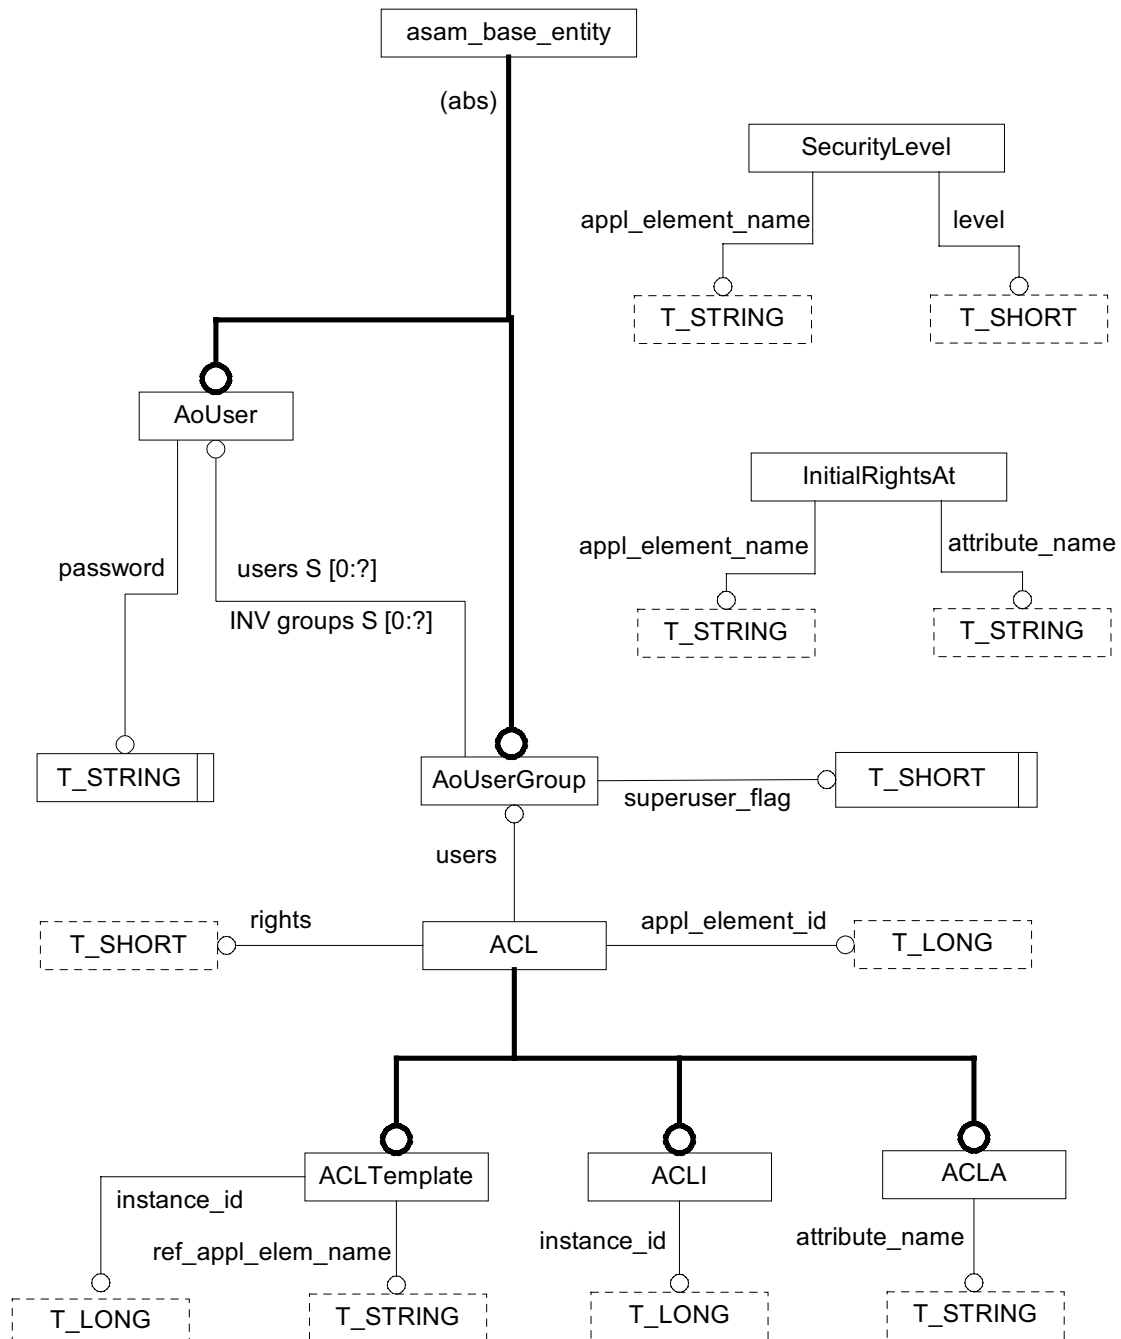 asam_base_entity
(abs)
SecurityLevel
appl_element_name
level
T_STRING
T_SHORT
AoUser
InitialRightsAt
appl_element_name
attribute_name
password
users S [0:?]
INV groups S [0:?]
T_STRING
T_STRING
T_STRING
AoUserGroup
T_SHORT
superuser_flag
users
rights
appl_element_id
T_SHORT
ACL
T_LONG
ACLTemplate
ACLI
ACLA
instance_id
ref_appl_elem_name
instance_id
attribute_name
T_LONG
T_STRING
T_LONG
T_STRING